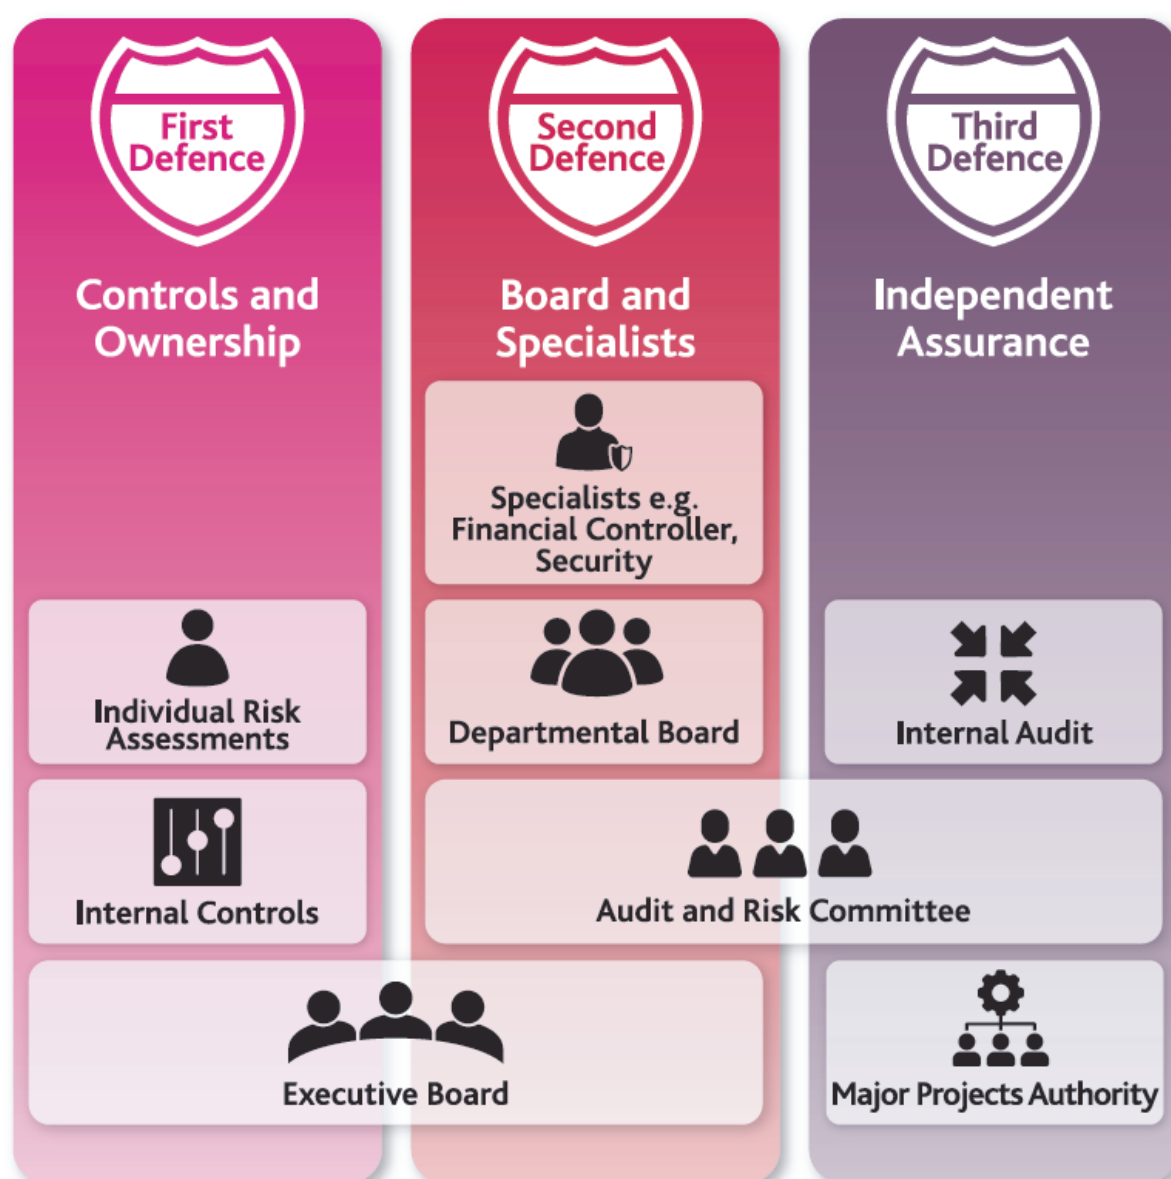 First
Defence
Controls and
Ownership
Individual Risk
Assessments
Internal Controls
Second
Defence
Board and
Specialists
Specialists e.g.
Financial Controller,
Security
Departmental Board
Third
Defence
Independent
Assurance
Internal Audit
Audit and Risk Committee
Executive Board
Major Projects Authority